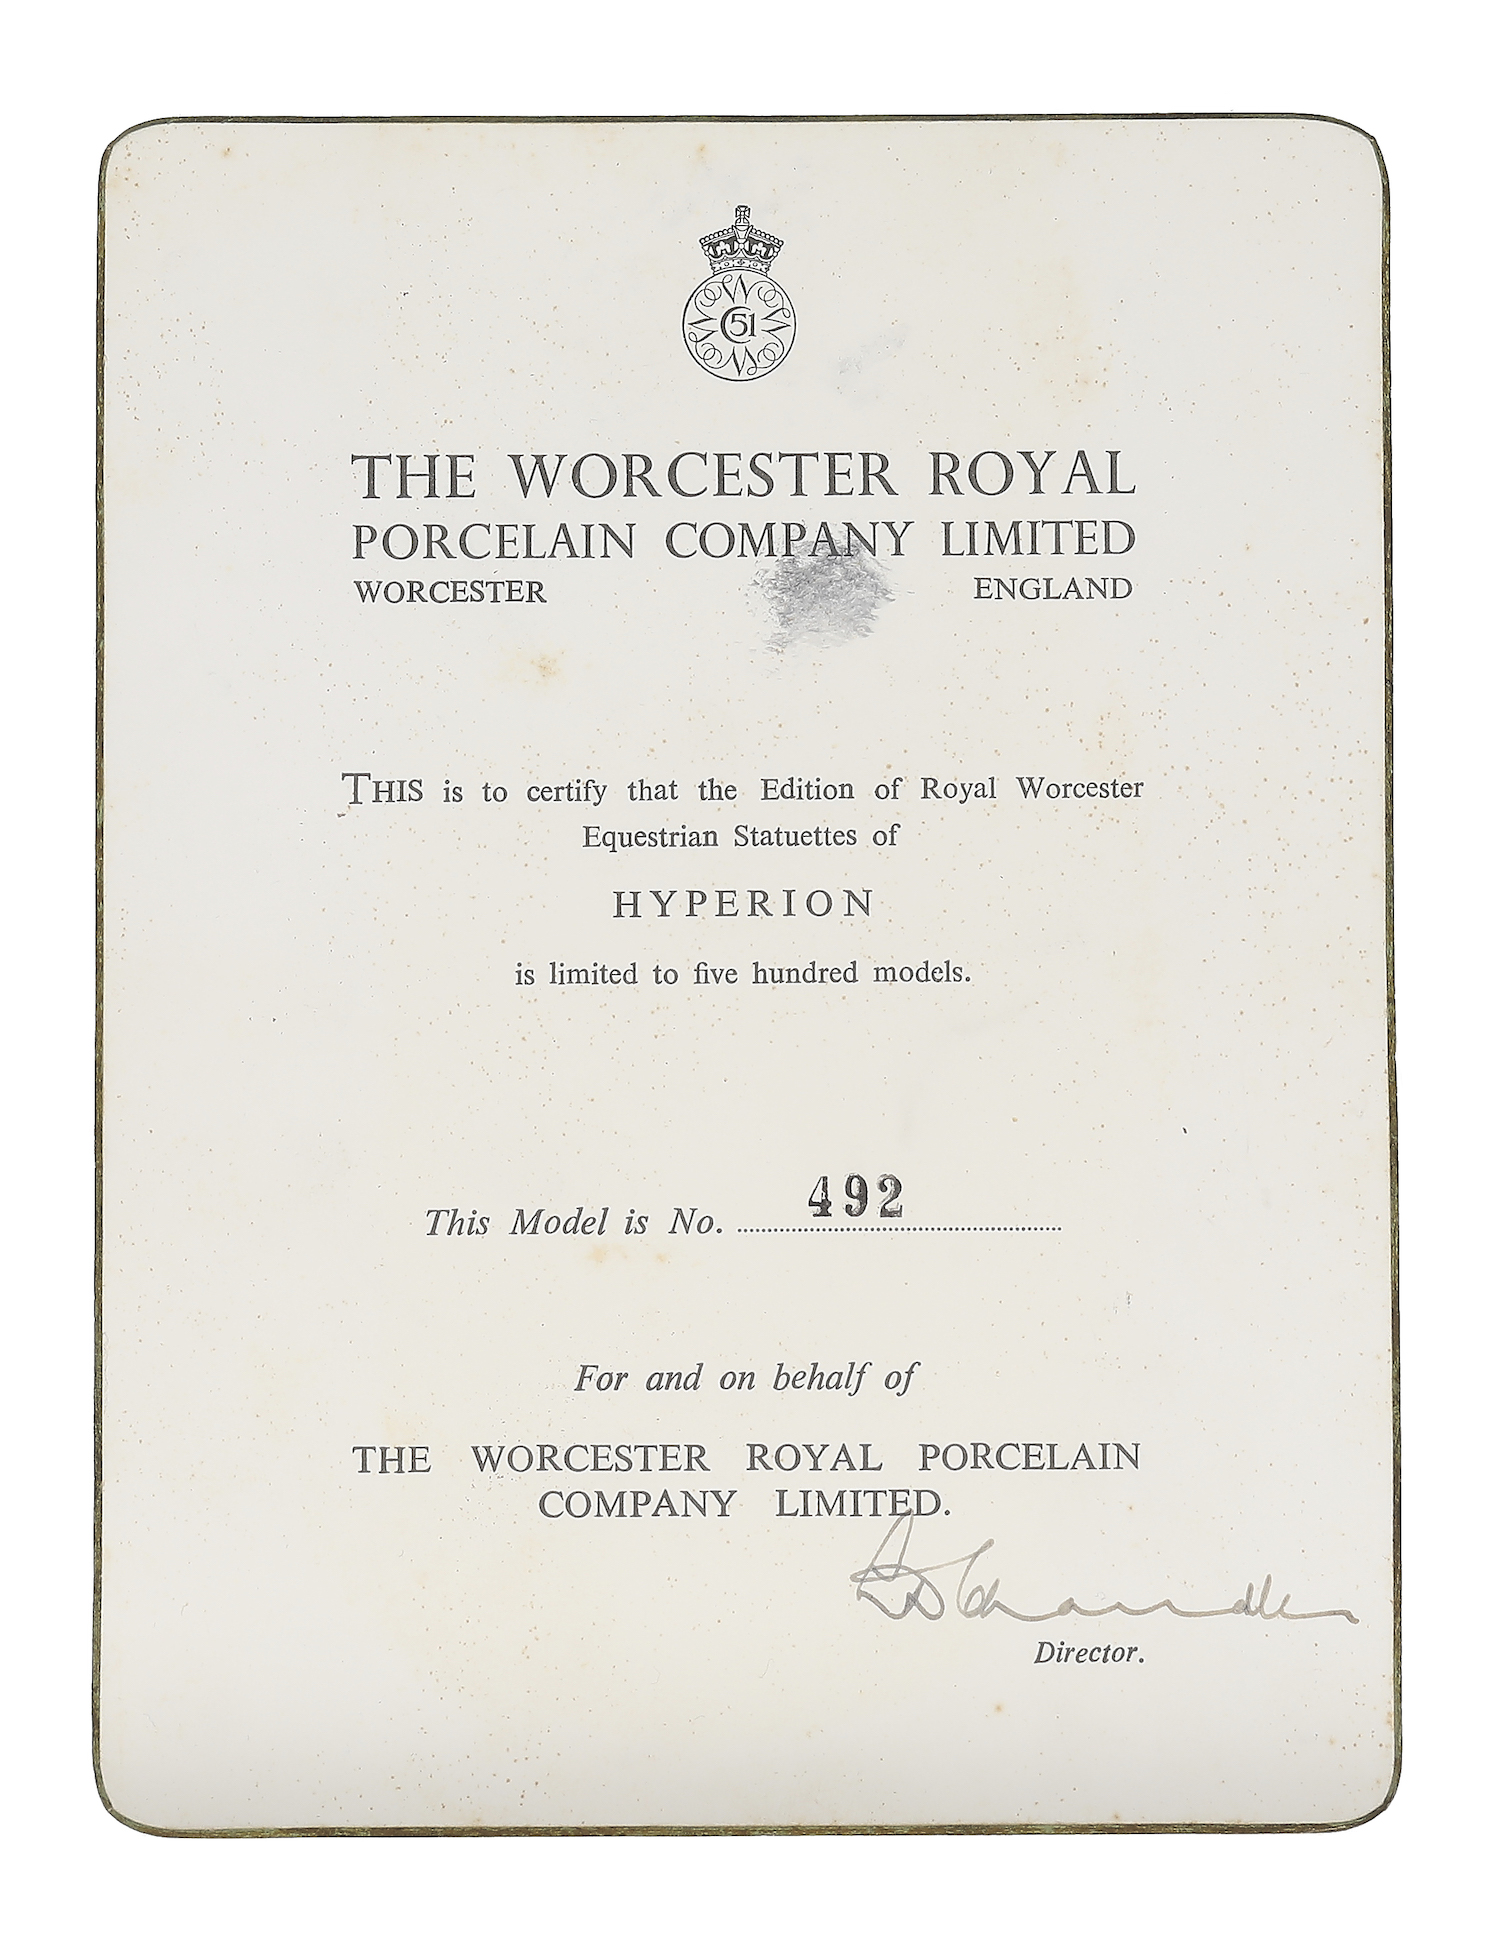 C51
THE WORCESTER ROYAL
PORCELAIN COMPANY LIMITED
WORCESTER ENGLAND
THIS is to certify that the Edition of Royal Worcester
Equestrian Statuettes of
HYPERION
is limited to five hundred models.
This Model is No. 492
For and on behalf of
THE WORCESTER ROYAL PORCELAIN
COMPANY LIMITED.
Director.